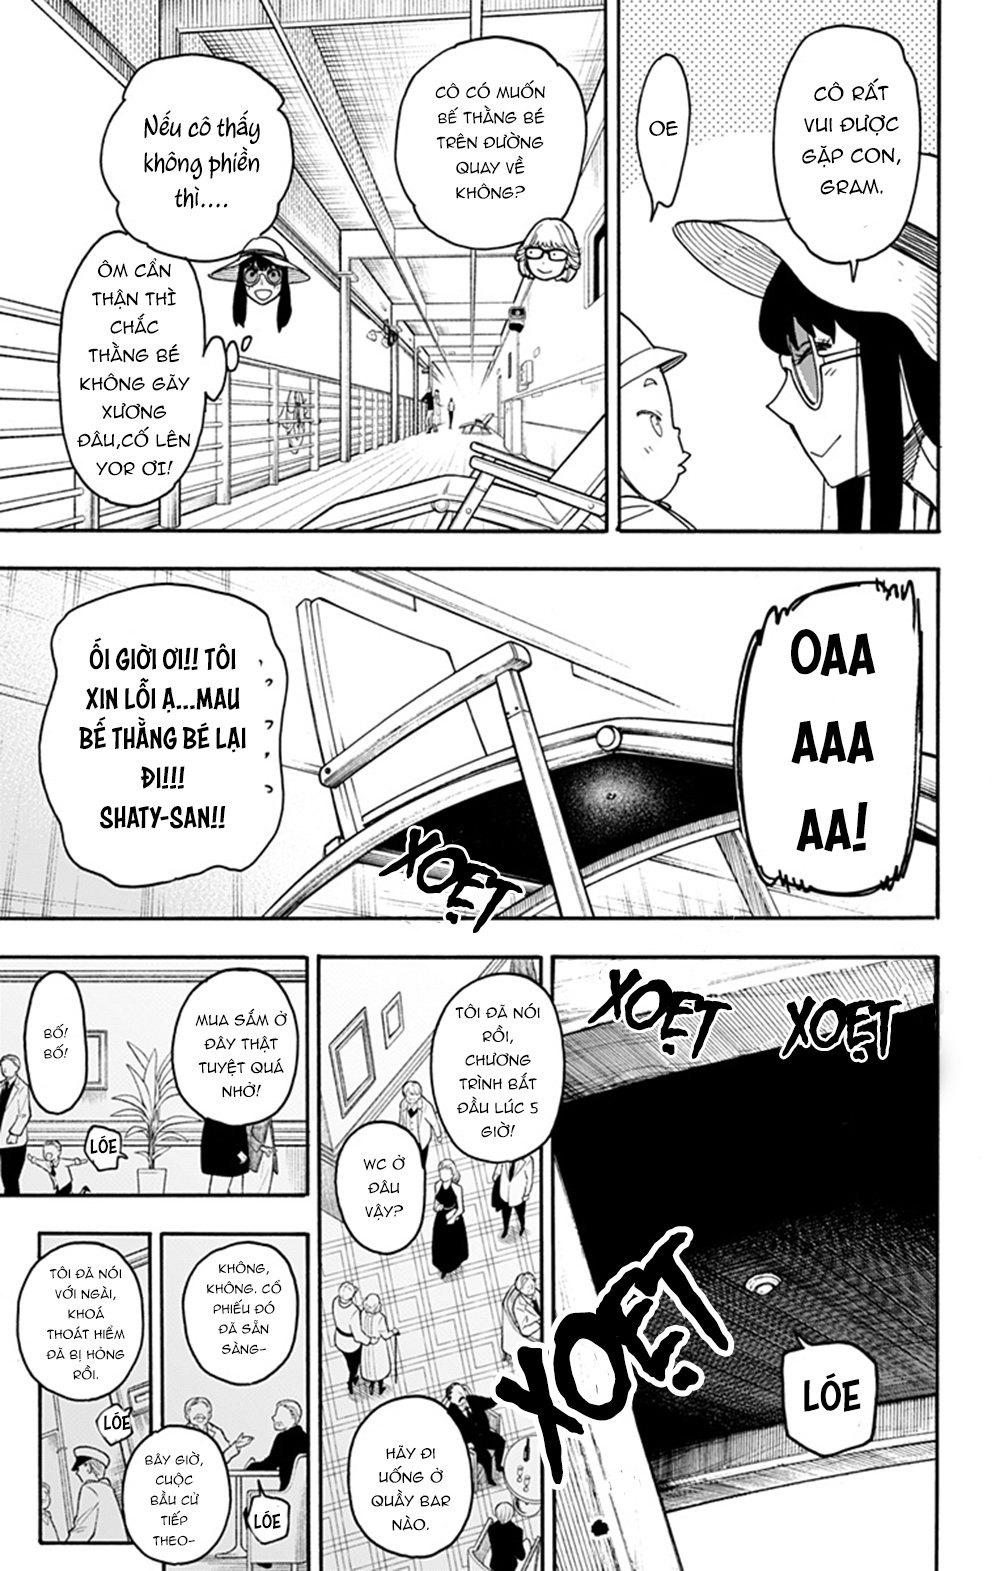 CÔ RẤT
VUI ĐƯỢC
GẶP CON,
GRAM.
OE
CÔ CÓ MUỐN
BẾ THẰNG BÉ
TRÊN ĐƯỜNG
QUAY VỀ
KHÔNG?
Nếu cô thấy
không phiền
thì....
ÔM CẨN
THẬN THÌ
CHẮC
THẰNG BÉ
KHÔNG GÃY
XƯƠNG
ĐÂU,CỐ LÊN
YOR ƠI!
OAA
AAA
AA!
XOẸT
ỐI GIỜI ƠI!! TÔI
XIN LỖI Ạ...MAU
BẾ THẰNG BÉ LẠI
ĐI!!!
SHATY-SAN!!
XOẸT
XOẸT
XOẸT
LÓE
TÔI ĐÃ NÓI
RỒI,
CHƯƠNG
TRÌNH BẮT
ĐẦU LÚC 5
GIỜ!
WC Ở
ĐÂU
VẬY?
HÃY ĐI
UỐNG Ở
QUẦY BAR
NÀO.
MUA SẮM Ở
ĐÂY THẬT
TUYỆT QUÁ
NHỞ!
BỐ!
BỐ!
LÓE
KHÔNG,
KHÔNG. CỔ
PHIẾU ĐÓ
ĐÃ SẴN
SÀNG-
BÂY GIỜ,
CUỘC
BẦU CỬ
TIẾP
THEO-
LÓE
TÔI ĐÃ NÓI
VỚI NGÀI,
KHOÁ
THOÁT HIỂM
ĐÃ BỊ HỎNG
RỒI.
LÓE